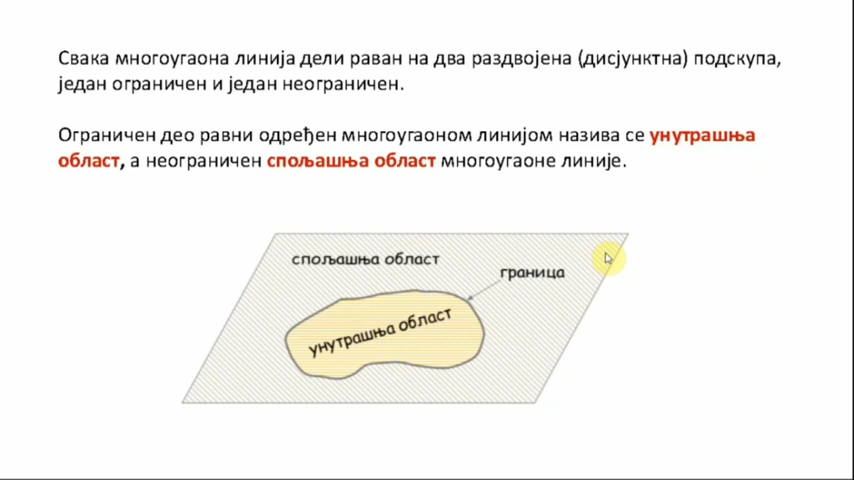 Свака многоугаона линија дели раван на два раздвојена (дисјунктна) подскупа,
један ограничен и један неограничен.
Ограничен део равни одређен многоугаоном линијом назива се унутрашња
област, а неограничен спољашња област многоугаоне линије.
спољашња област
граница
унутрашња област